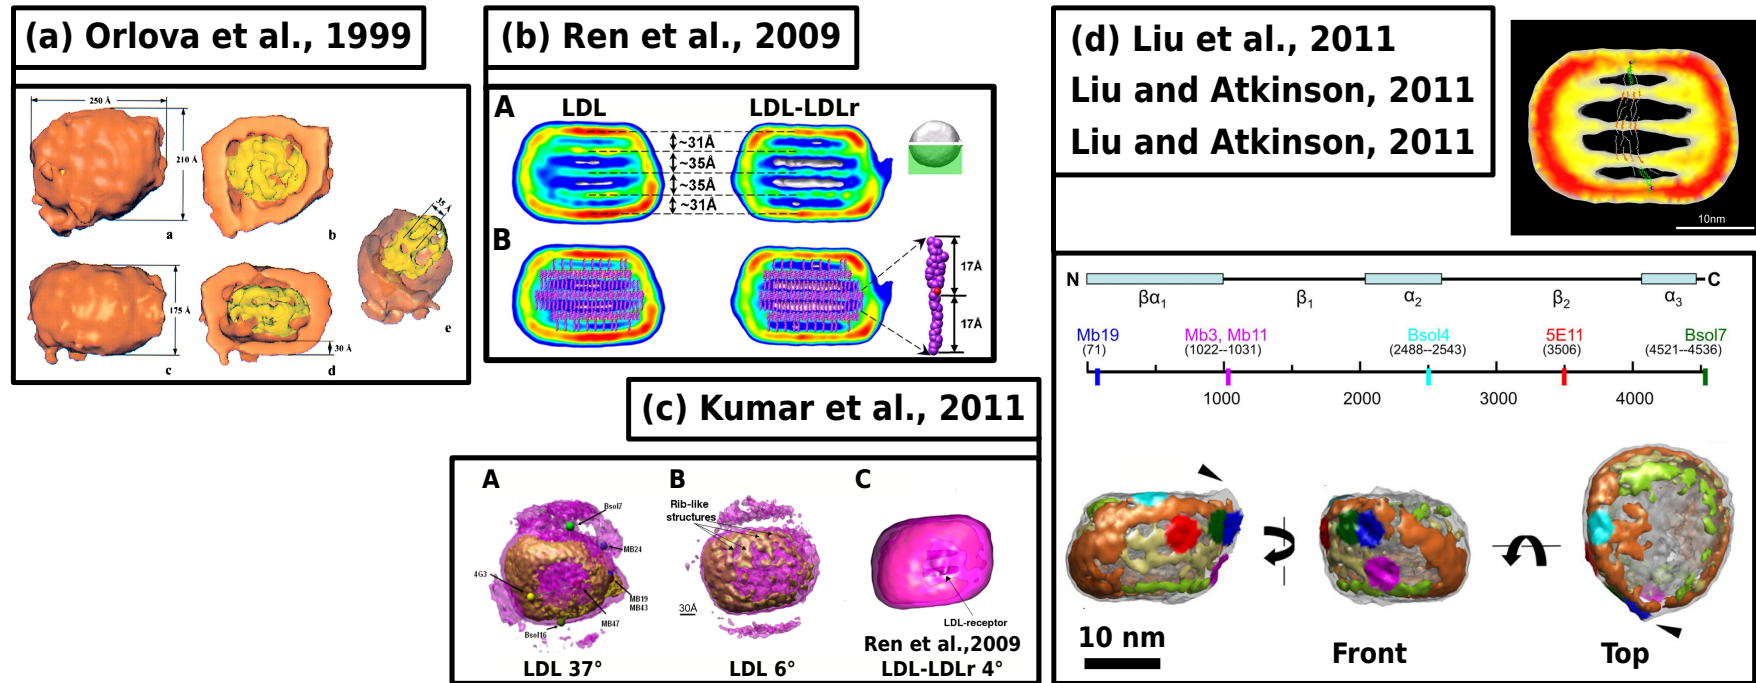 (a) Orlova et al., 1999
250 Å
210 Å
a
b
35 Å
175 Å
30 Å
c
d
e
(b) Ren et al., 2009
A
LDL
LDL-LDLr
~31Å
~35Å
~35Å
~31Å
B
17Å
17Å
(c) Kumar et al., 2011
A
Bsol7
MB24
4G3
MB19
MB43
MB47
Bsol16
LDL 37°
B
Rib-like
structures
30Å
LDL 6°
C
LDL-receptor
Ren et al.,2009
LDL-LDLr 4°
(d) Liu et al., 2011
Liu and Atkinson, 2011
Liu and Atkinson, 2011
10nm
N
C
βα1
β1
α2
β2
α3
Mb19
(71)
Mb3, Mb11
(1022--1031)
Bsol4
(2488--2543)
5E11
(3506)
Bsol7
(4521--4536)
1000
2000
3000
4000
10 nm
Front
Top